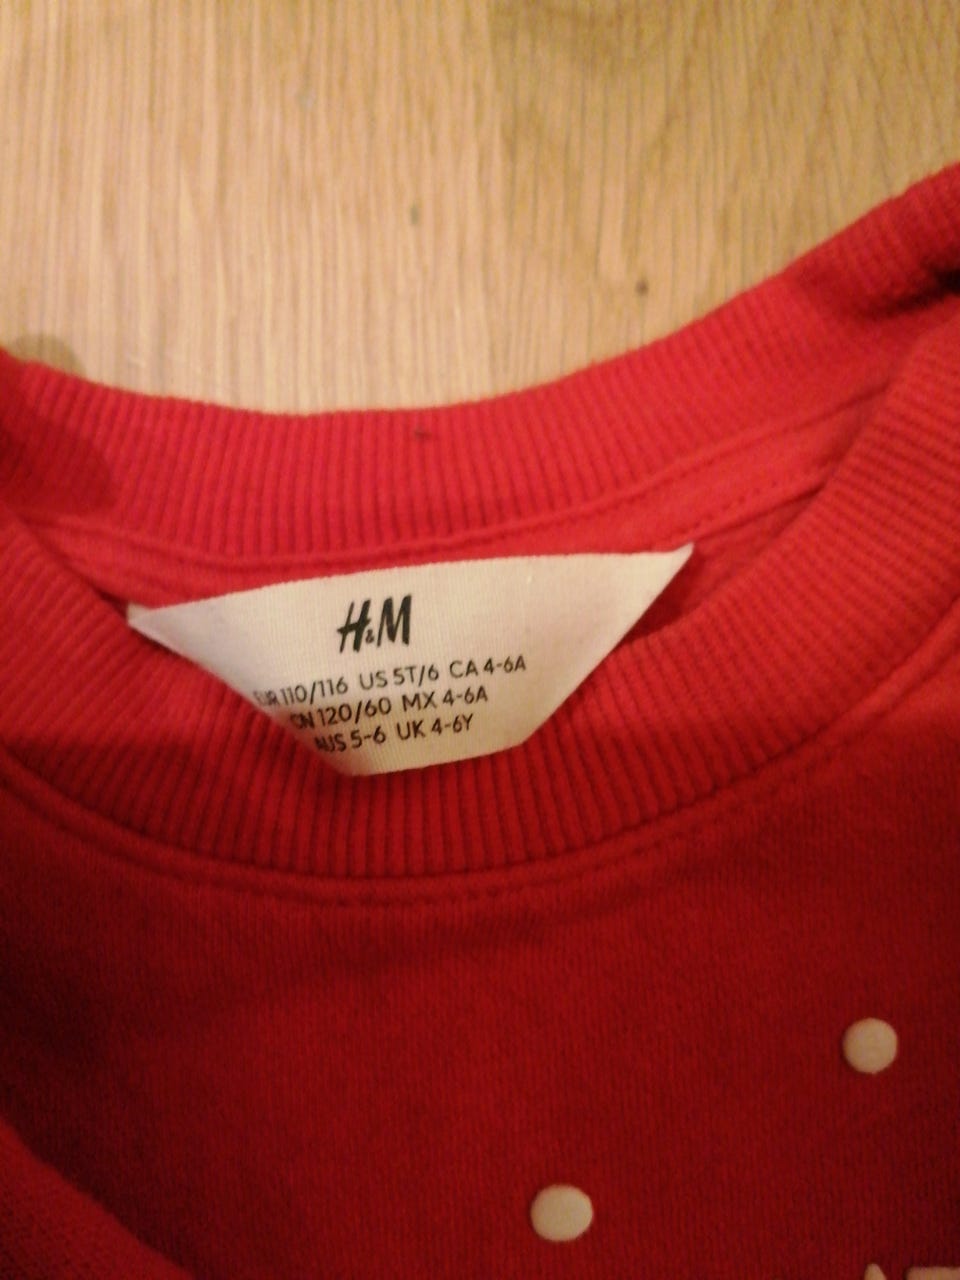 H&M
EUR 110/116 US 5T/6 CA 4-6A
CN 120/60 MX 4-6A
AUS 5-6 UK 4-6Y